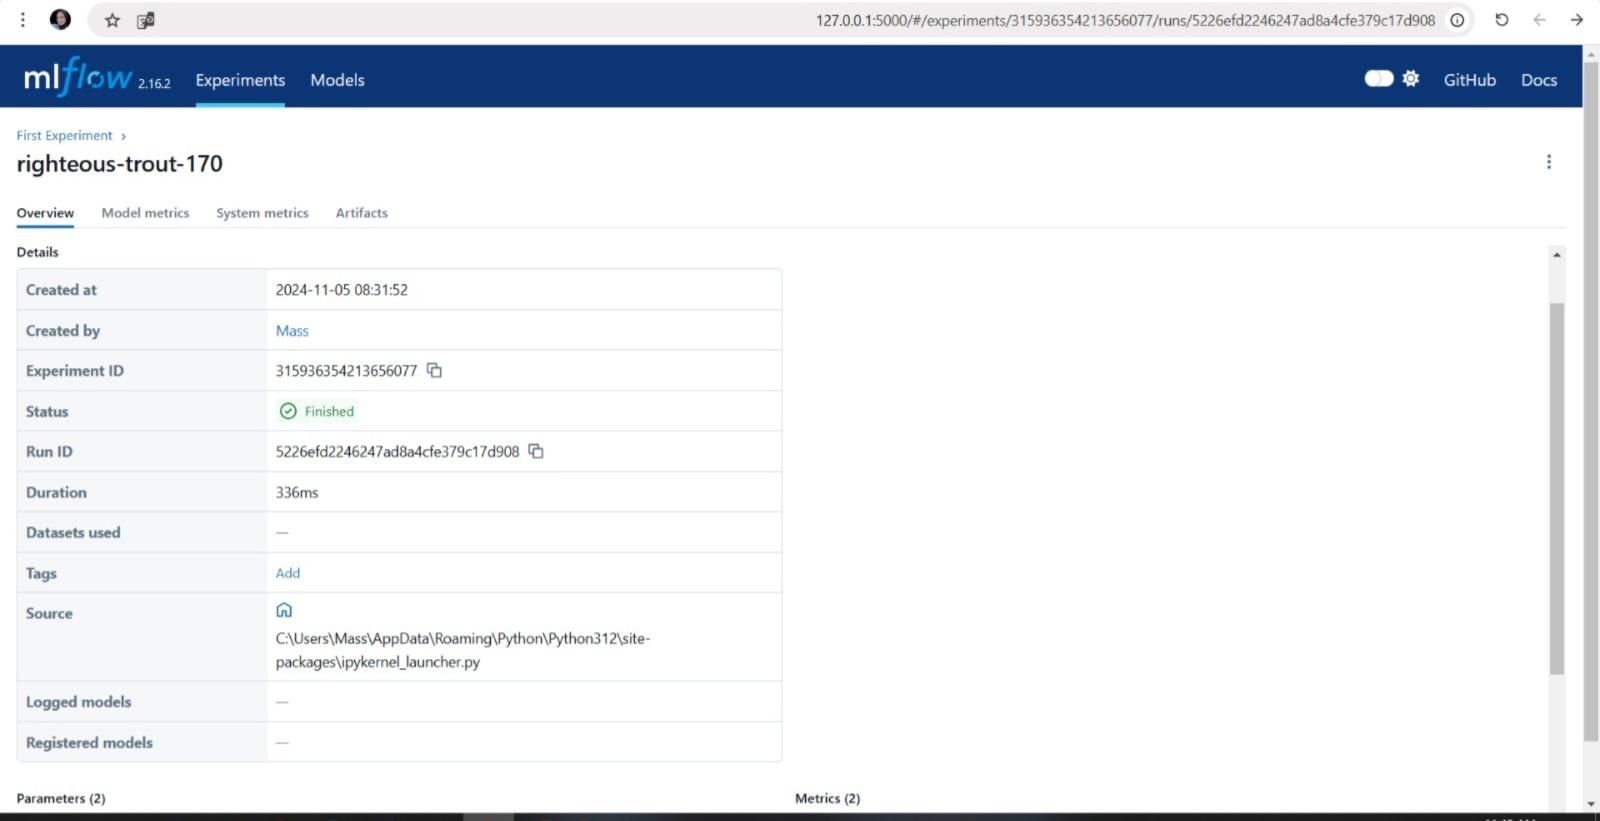 127.0.0.1:5000/#/experiments/315936354213656077/runs/5226efd2246247ad8a4cfe379c17d908
mlflow 2.16.2 Experiments Models GitHub Docs
First Experiment ›
righteous-trout-170
Overview Model metrics System metrics Artifacts
Details
Created at 2024-11-05 08:31:52
Created by Mass
Experiment ID 315936354213656077
Status Finished
Run ID 5226efd2246247ad8a4cfe379c17d908
Duration 336ms
Datasets used —
Tags Add
Source
C:\Users\Mass\AppData\Roaming\Python\Python312\site-
packages\ipykernel_launcher.py
Logged models —
Registered models —
Parameters (2) Metrics (2)